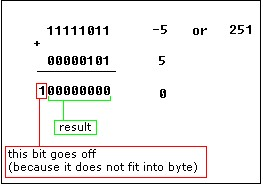 11111011 -5 or 251
+
00000101 5
100000000 0
result
this bit goes off
(because it does not fit into byte)